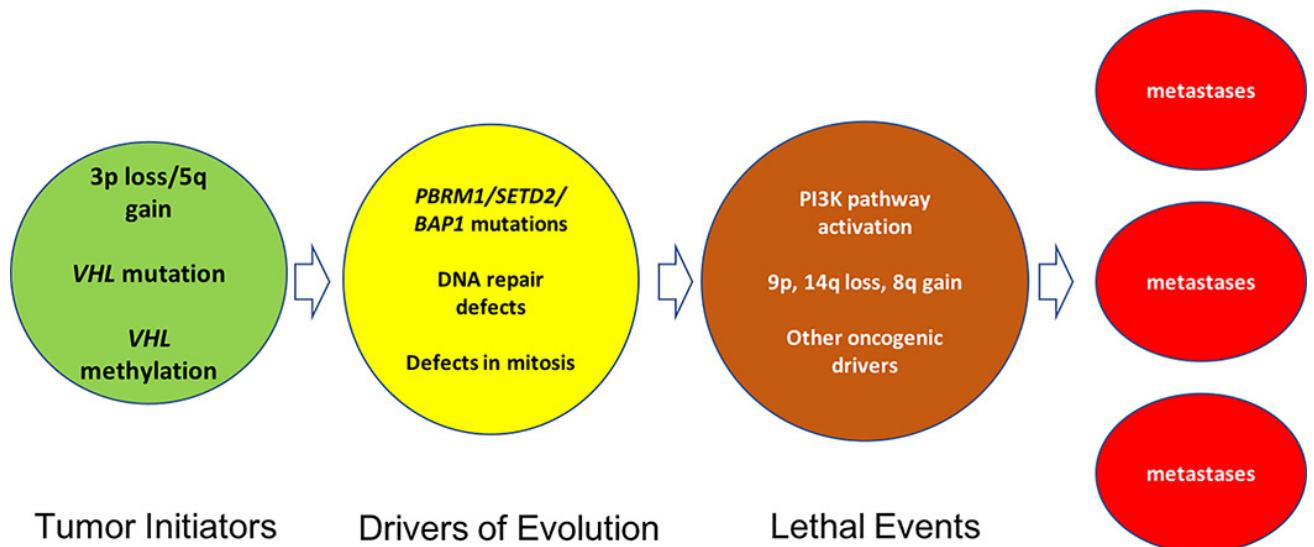 3p loss/5q
gain
VHL mutation
VHL
methylation
Tumor Initiators
PBRM1/SETD2/
BAP1 mutations
DNA repair
defects
Defects in mitosis
Drivers of Evolution
PI3K pathway
activation
9p, 14q loss, 8q gain
Other oncogenic
drivers
Lethal Events
metastases
metastases
metastases